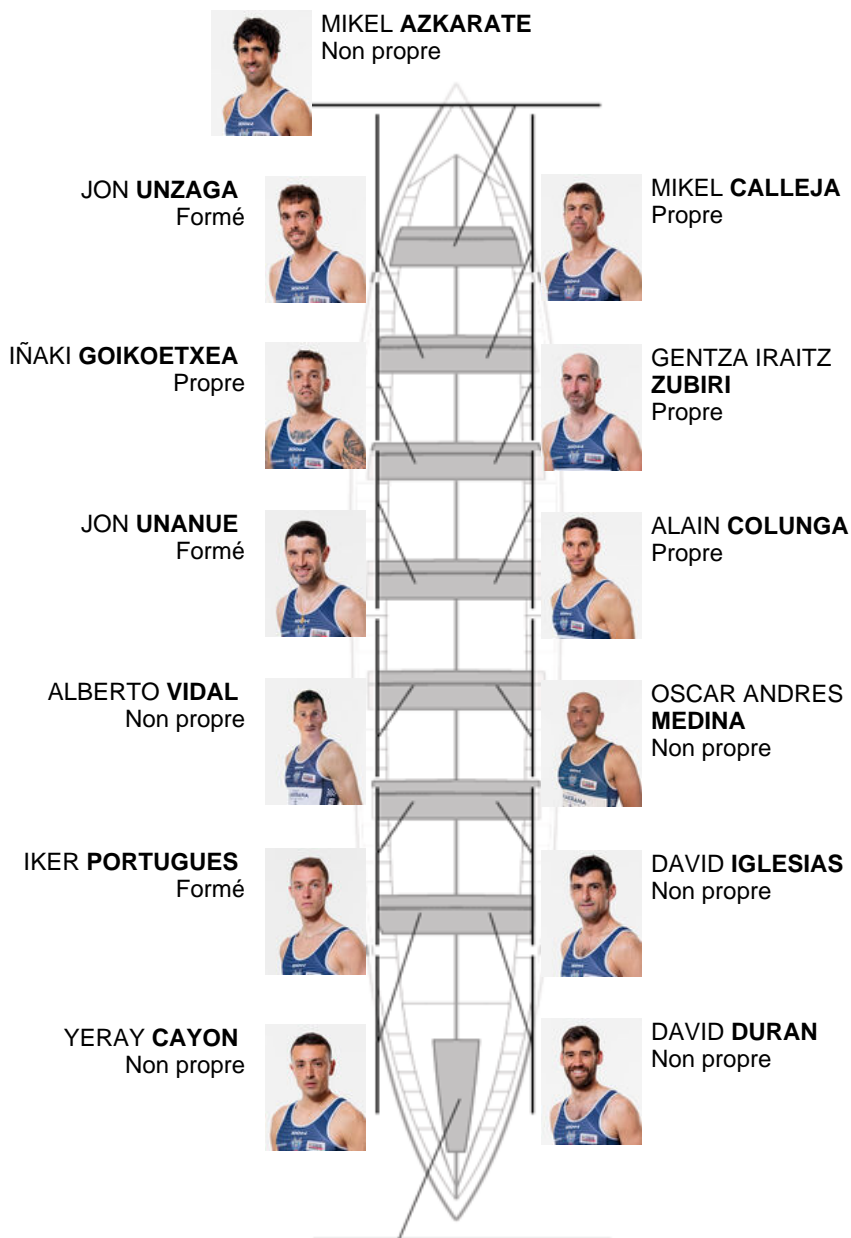 MIKEL AZKARATE
Non propre
JON UNZAGA
Formé
MIKEL CALLEJA
Propre
IÑAKI GOIKOETXEA
Propre
GENTZA IRAITZ
ZUBIRI
Propre
JON UNANUE
Formé
ALAIN COLUNGA
Propre
ALBERTO VIDAL
Non propre
OSCAR ANDRES
MEDINA
Non propre
IKER PORTUGUES
Formé
DAVID IGLESIAS
Non propre
YERAY CAYON
Non propre
DAVID DURAN
Non propre